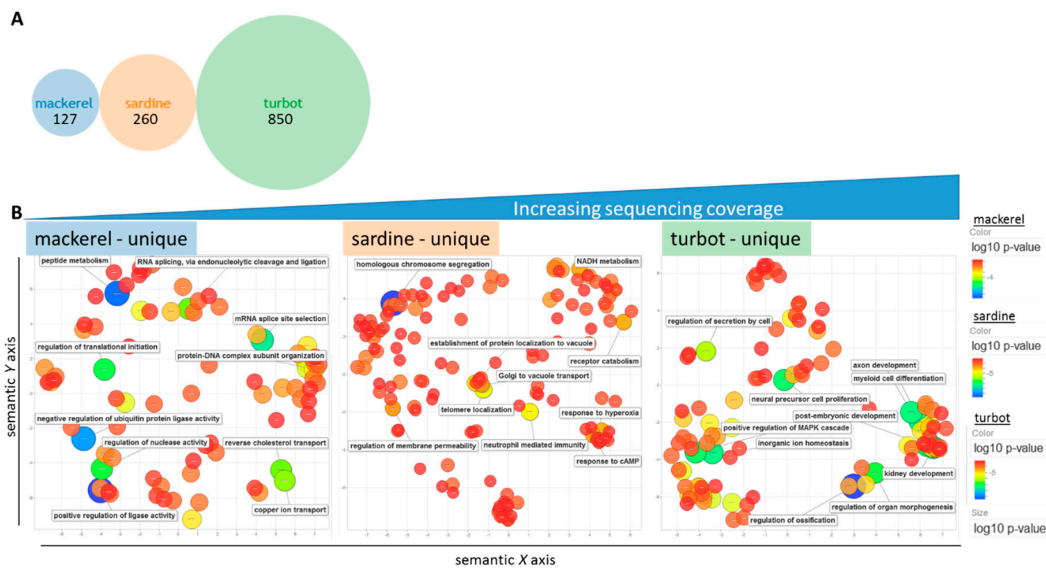 A
mackerel
127
sardine
260
turbot
850
B
Increasing sequencing coverage
mackerel - unique
sardine - unique
turbot - unique
peptide metabolism
RNA splicing, via endonucleolytic cleavage and ligation
mRNA splice site selection
regulation of translational initiation
protein-DNA complex subunit organization
negative regulation of ubiquitin protein ligase activity
regulation of nuclease activity
reverse cholesterol transport
positive regulation of ligase activity
copper ion transport
homologous chromosome segregation
NADH metabolism
establishment of protein localization to vacuole
receptor catabolism
Golgi to vacuole transport
telomere localization
response to hyperoxia
regulation of membrane permeability
neutrophil mediated immunity
response to cAMP
regulation of secretion by cell
axon development
myeloid cell differentiation
neural precursor cell proliferation
post-embryonic development
positive regulation of MAPK cascade
inorganic ion homeostasis
kidney development
regulation of organ morphogenesis
regulation of ossification
semantic Y axis
semantic X axis
mackerel
Color
log10 p-value
sardine
Color
log10 p-value
turbot
Color
log10 p-value
Size
log10 p-value